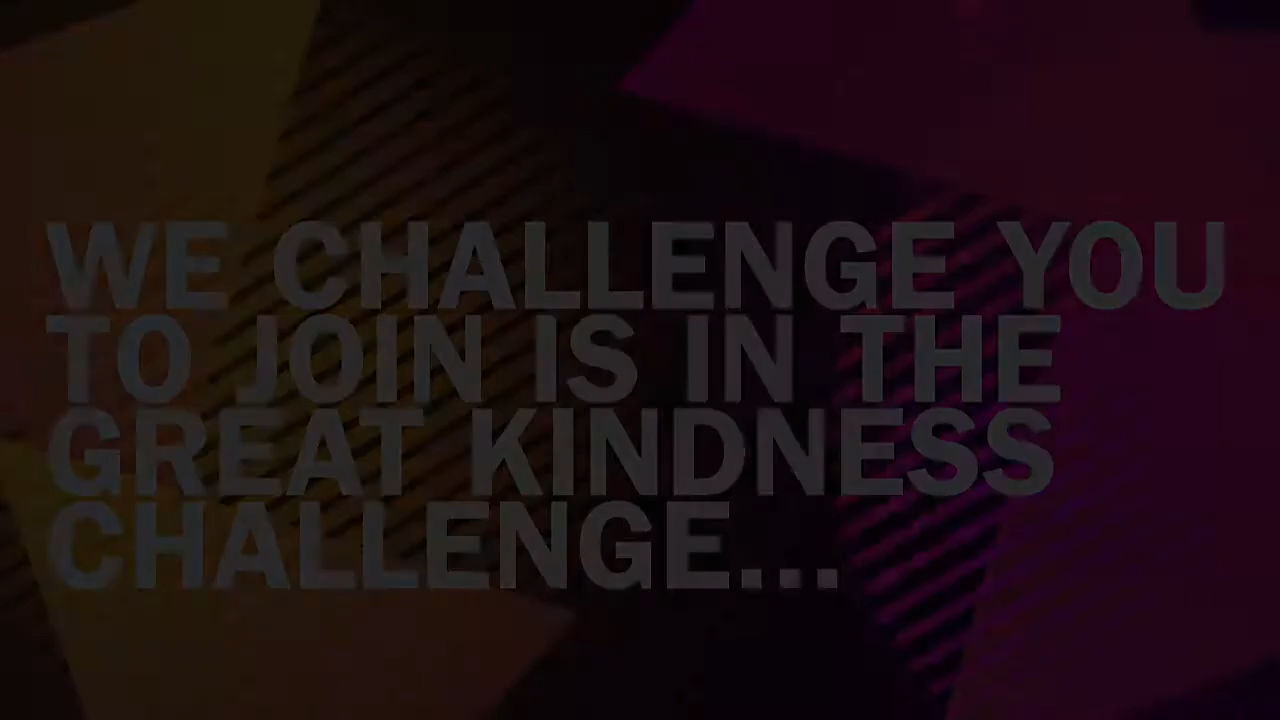 WE CHALLENGE YOU
TO JOIN IS IN THE
GREAT KINDNESS
CHALLENGE...